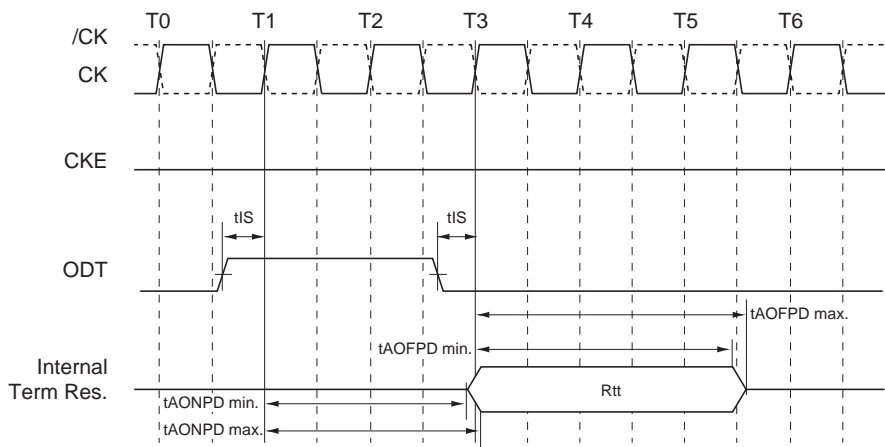 T0 T1 T2 T3 T4 T5 T6
/CK
CK
CKE
tIS tIS
ODT
tAOFPD max.
tAOFPD min.
Internal
Term Res.
Rtt
tAONPD min.
tAONPD max.